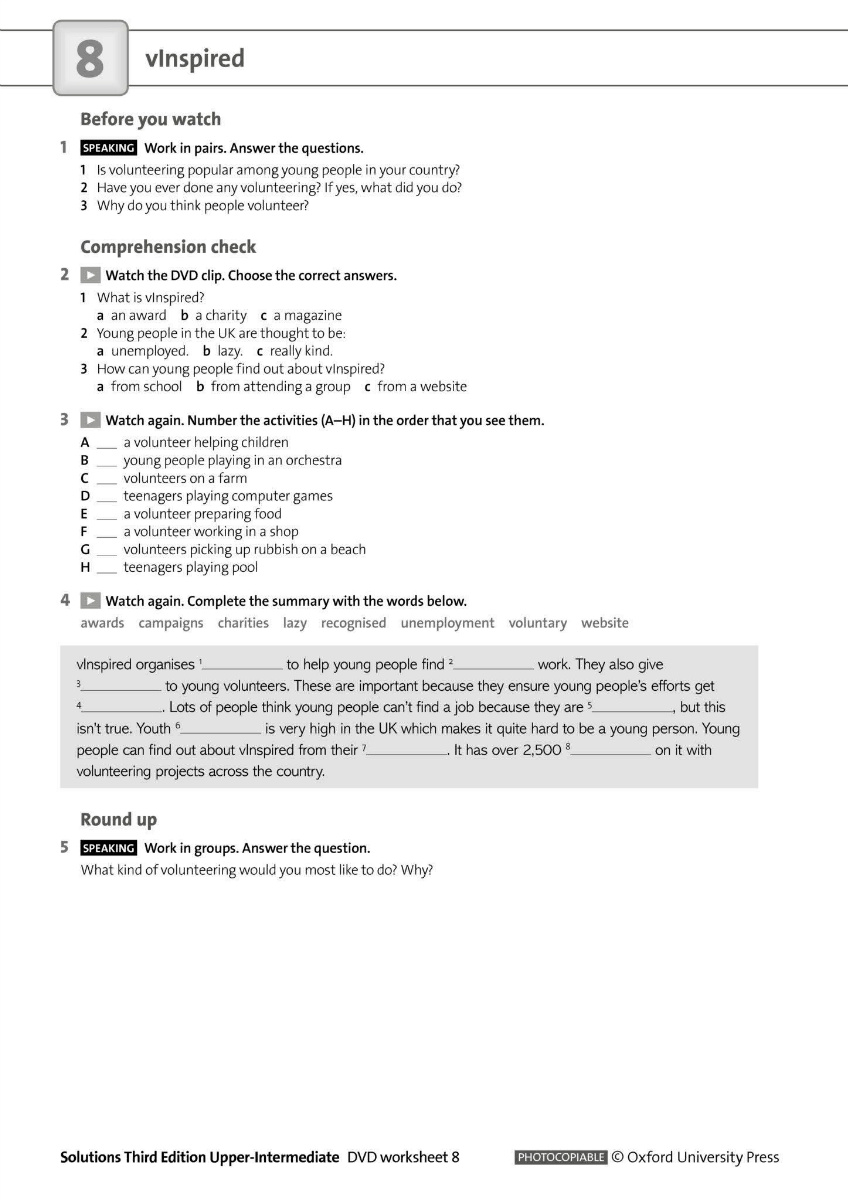 8 vInspired
Before you watch
1 SPEAKING Work in pairs. Answer the questions.
1 Is volunteering popular among young people in your country?
2 Have you ever done any volunteering? If yes, what did you do?
3 Why do you think people volunteer?
Comprehension check
2 Watch the DVD clip. Choose the correct answers.
1 What is vInspired?
a an award b a charity c a magazine
2 Young people in the UK are thought to be:
a unemployed. b lazy. c really kind.
3 How can young people find out about vInspired?
a from school b from attending a group c from a website
3 Watch again. Number the activities (A–H) in the order that you see them.
A ___ a volunteer helping children
B ___ young people playing in an orchestra
C ___ volunteers on a farm
D ___ teenagers playing computer games
E ___ a volunteer preparing food
F ___ a volunteer working in a shop
G ___ volunteers picking up rubbish on a beach
H ___ teenagers playing pool
4 Watch again. Complete the summary with the words below.
awards campaigns charities lazy recognised unemployment voluntary website
vInspired organises 1___________ to help young people find 2___________ work. They also give
3___________ to young volunteers. These are important because they ensure young people's efforts get
4___________. Lots of people think young people can't find a job because they are 5___________, but this
isn't true. Youth 6___________ is very high in the UK which makes it quite hard to be a young person. Young
people can find out about vInspired from their 7___________. It has over 2,500 8___________ on it with
volunteering projects across the country.
Round up
5 SPEAKING Work in groups. Answer the question.
What kind of volunteering would you most like to do? Why?
Solutions Third Edition Upper-Intermediate DVD worksheet 8 PHOTOCOPIABLE © Oxford University Press